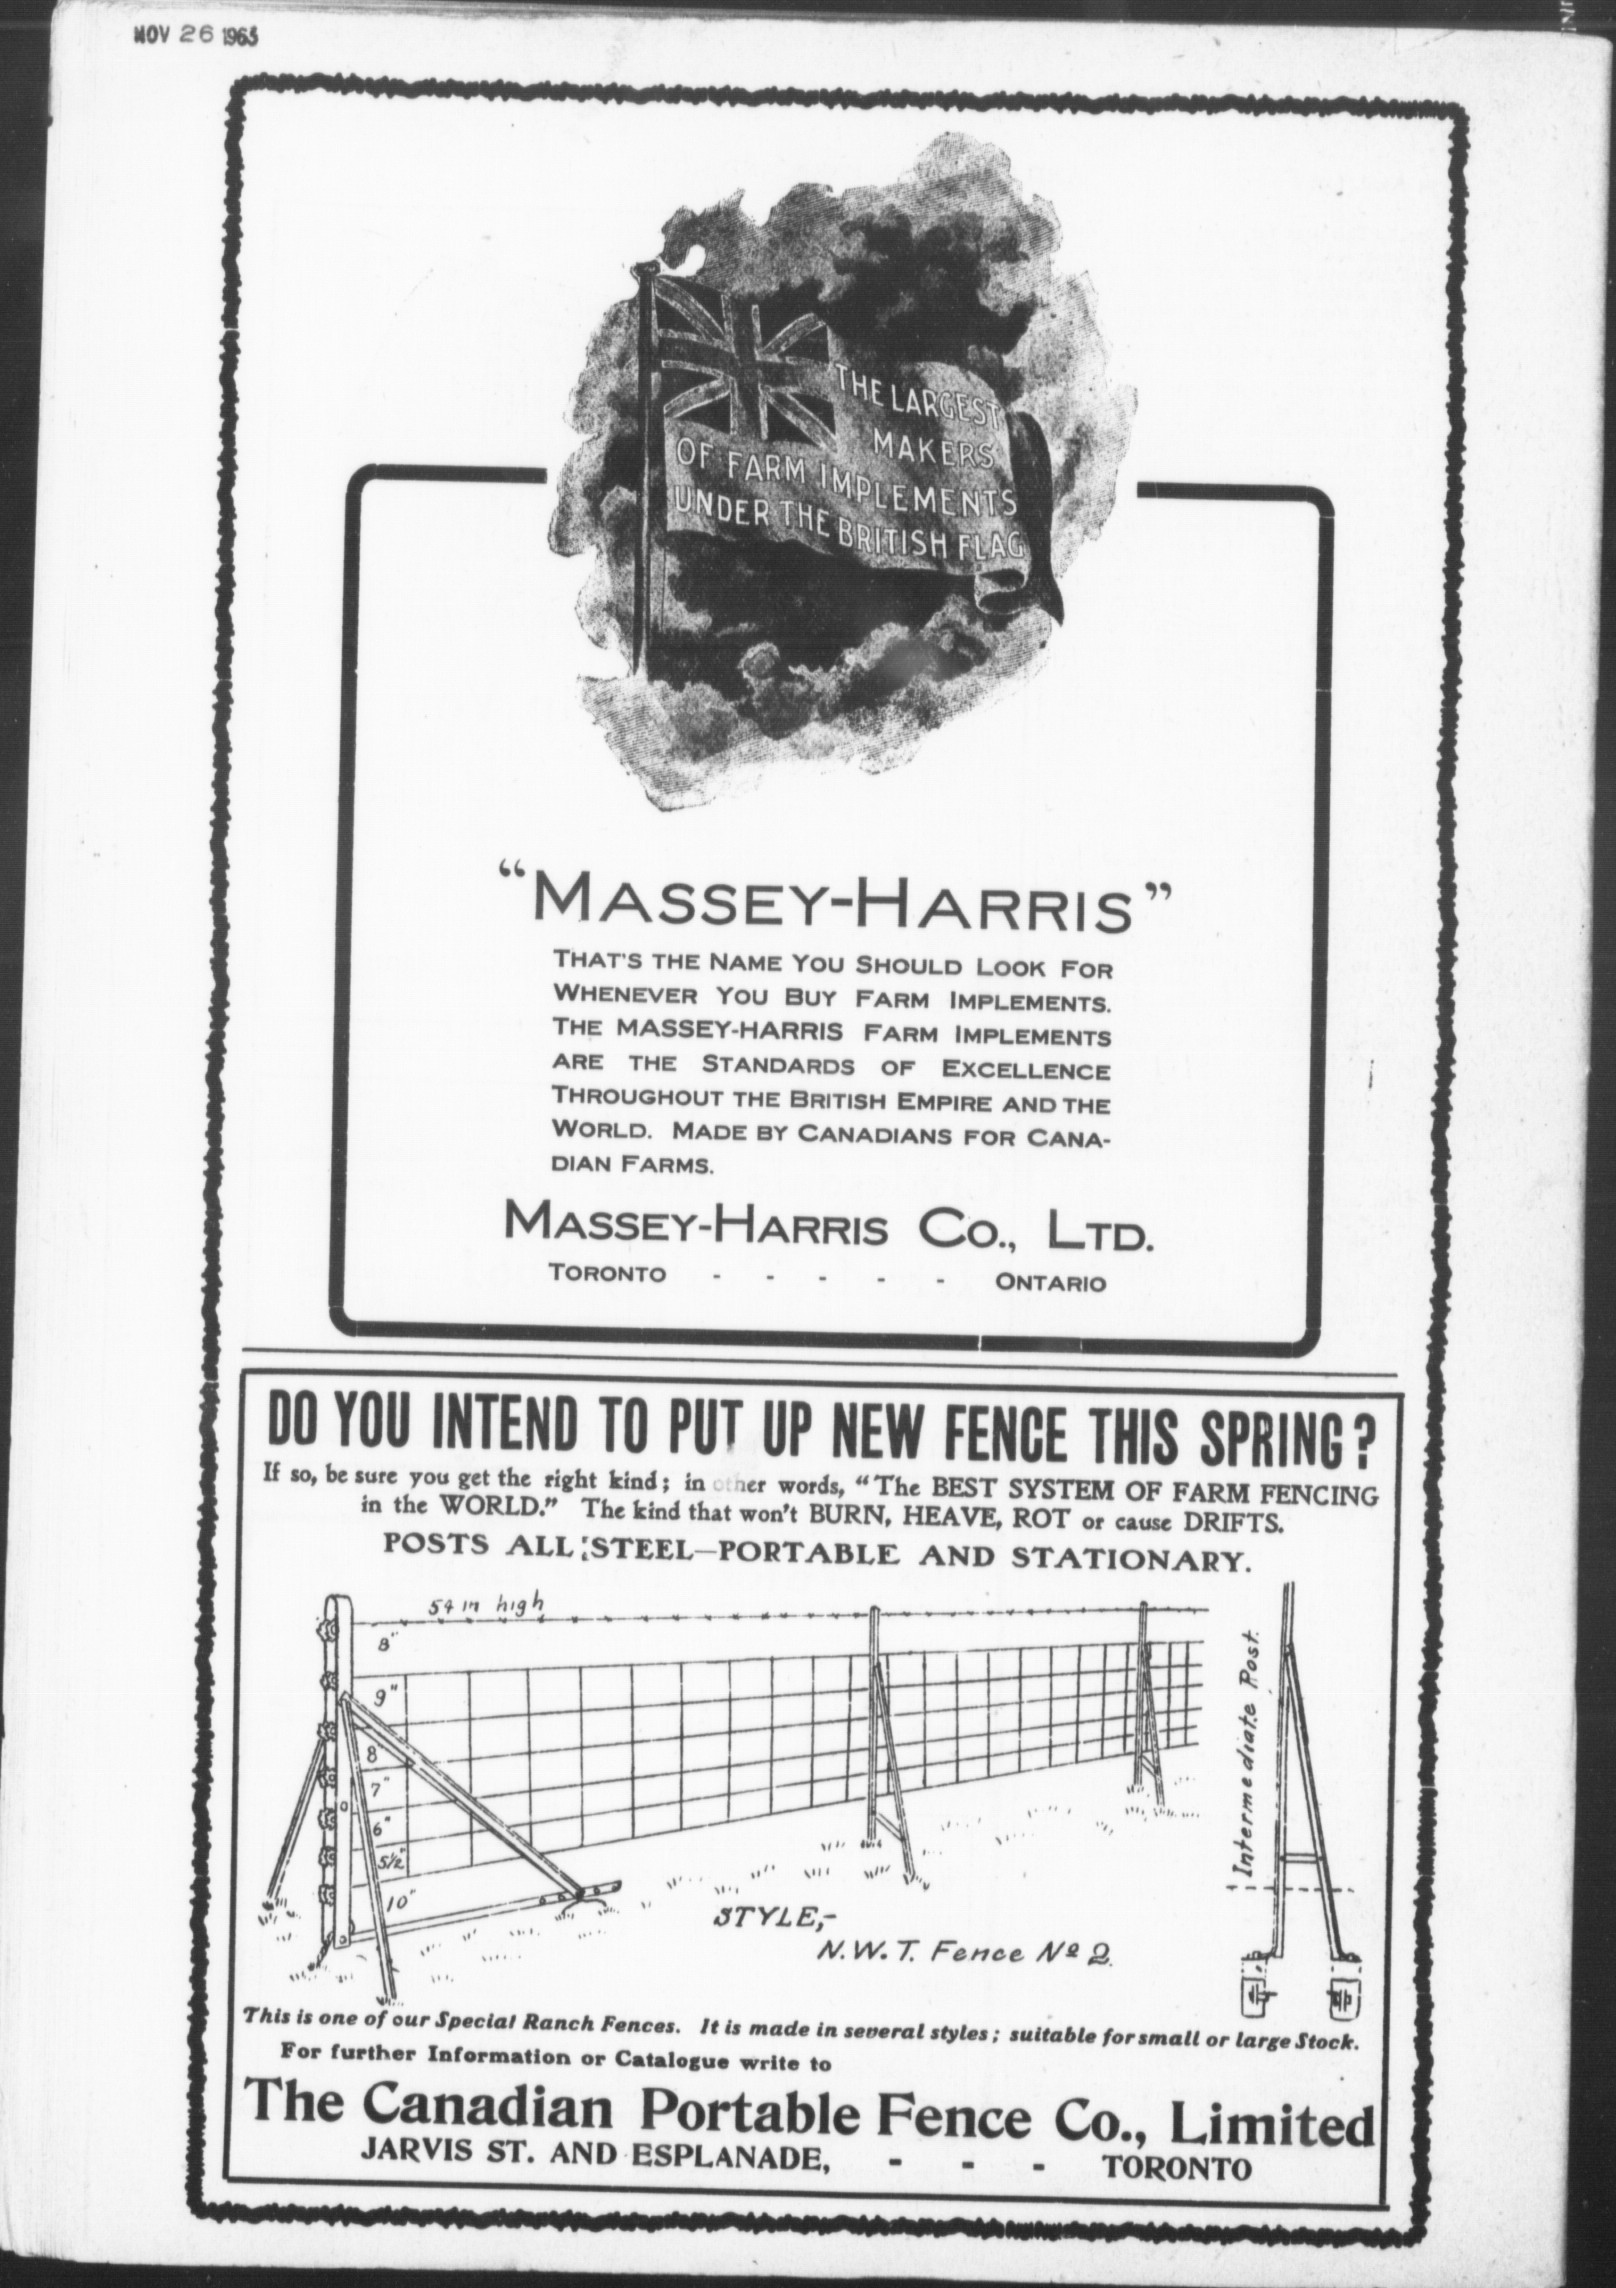 NOV 26 1963
THE LARGEST
MAKERS
OF FARM IMPLEMENTS
UNDER THE BRITISH FLAG
“MASSEY-HARRIS”
THAT'S THE NAME YOU SHOULD LOOK FOR
WHENEVER YOU BUY FARM IMPLEMENTS.
THE MASSEY-HARRIS FARM IMPLEMENTS
ARE THE STANDARDS OF EXCELLENCE
THROUGHOUT THE BRITISH EMPIRE AND THE
WORLD. MADE BY CANADIANS FOR CANA-
DIAN FARMS.
MASSEY-HARRIS CO., LTD.
TORONTO - - - - - ONTARIO
DO YOU INTEND TO PUT UP NEW FENCE THIS SPRING?
If so, be sure you get the right kind; in other words, “The BEST SYSTEM OF FARM FENCING
in the WORLD.” The kind that won't BURN, HEAVE, ROT or cause DRIFTS.
POSTS ALL STEEL—PORTABLE AND STATIONARY.
54 in high
8"
9"
8
7"
6"
5½"
10"
Intermediate Post.
STYLE,-
N.W.T. Fence Nº 2.
This is one of our Special Ranch Fences. It is made in several styles; suitable for small or large Stock.
For further Information or Catalogue write to
The Canadian Portable Fence Co., Limited
JARVIS ST. AND ESPLANADE, - - - TORONTO